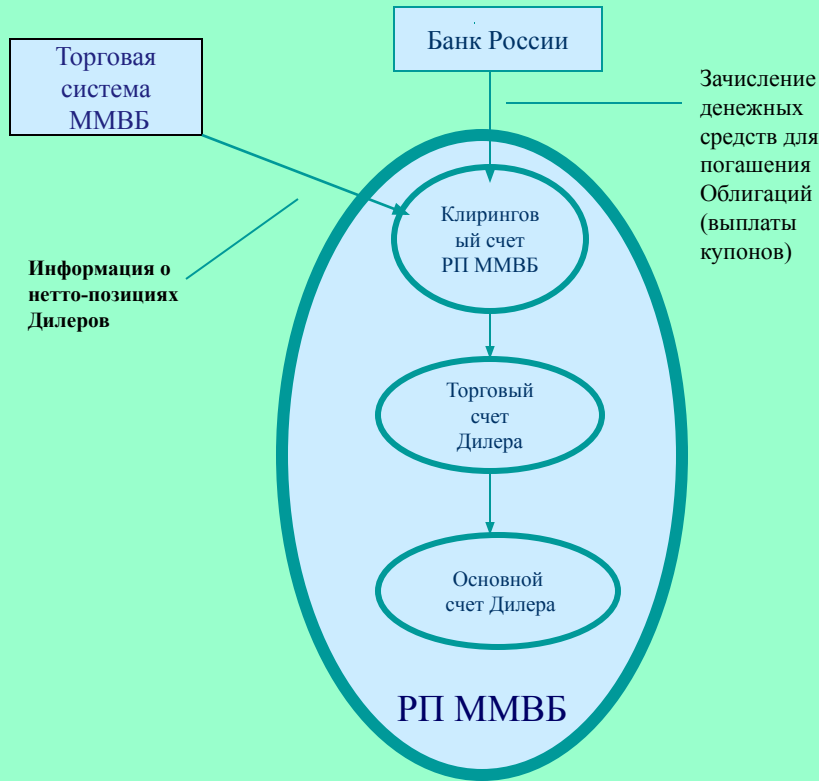 Банк России
Торговая
система
ММВБ
Зачисление
денежных
средств для
погашения
Облигаций
(выплаты
купонов)
Клирингов
ый счет
РП ММВБ
Информация о
нетто-позициях
Дилеров
Торговый
счет
Дилера
Основной
счет Дилера
РП ММВБ